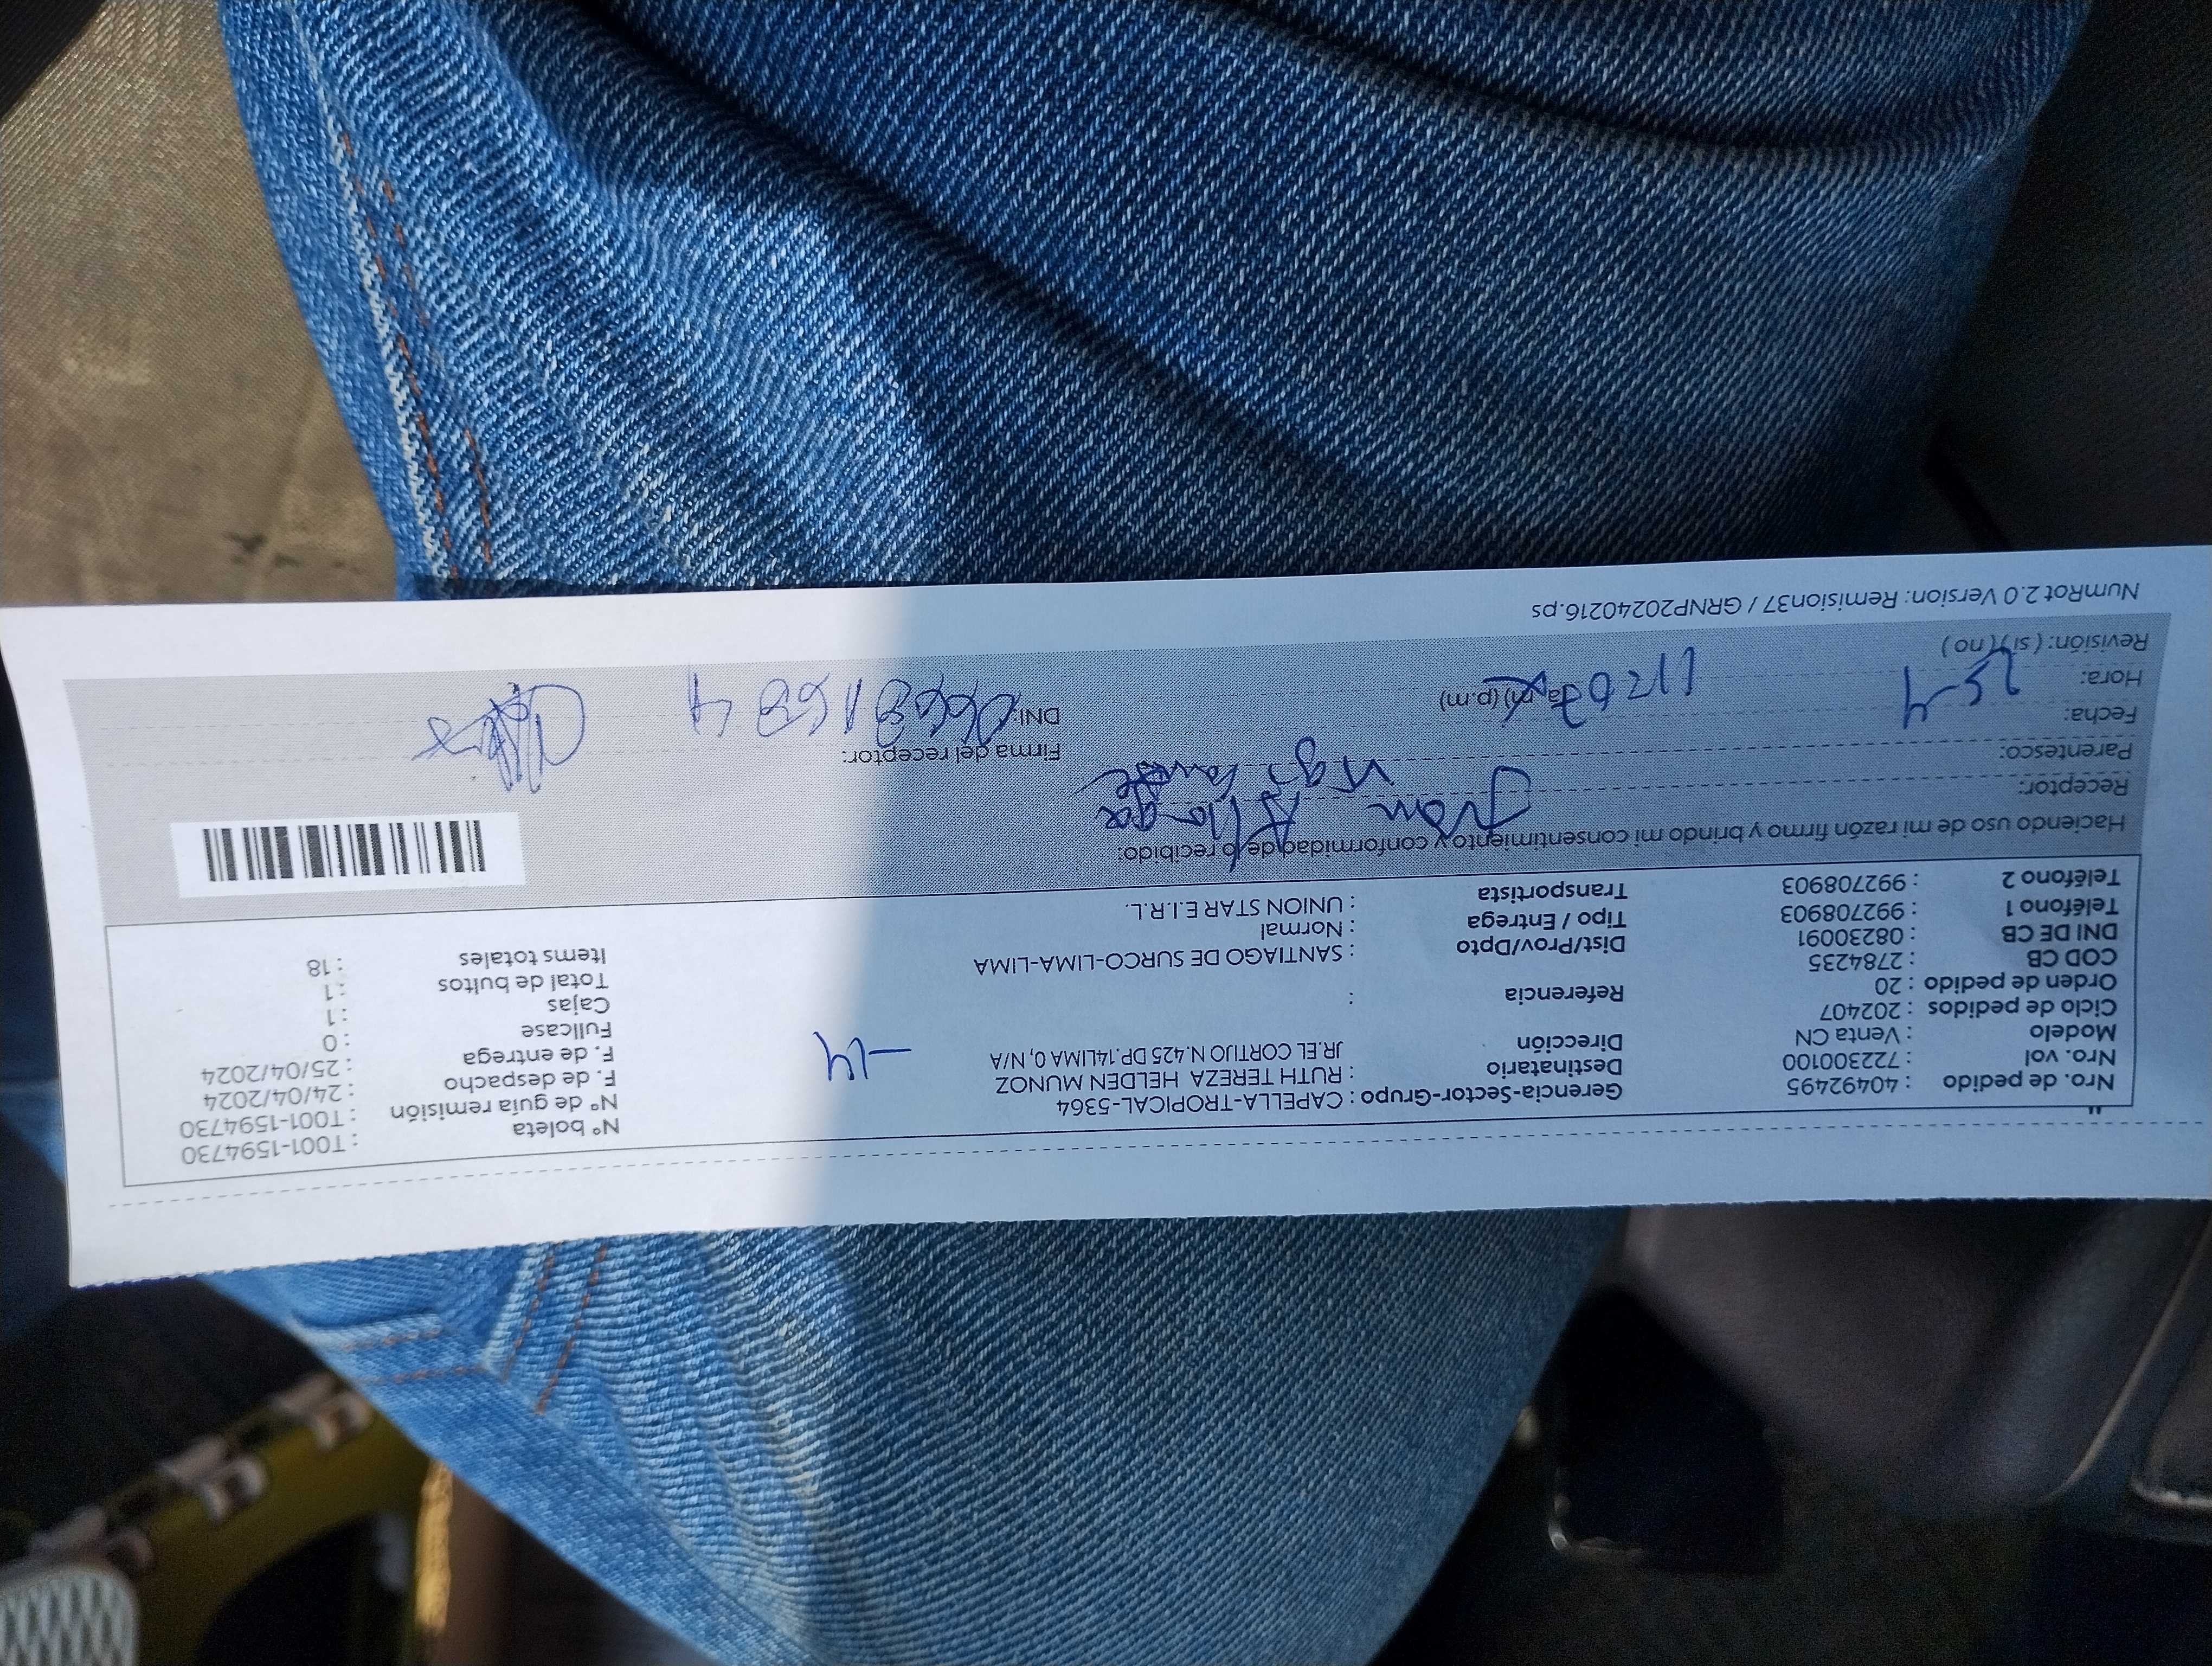 Nro. de pedido : 40492495
Nro. vol : 722300100
Modelo : Venta CN
Ciclo de pedidos : 202407
Orden de pedido : 20
COD CB : 2784235
DNI DE CB : 08230091
Teléfono 1 : 992708903
Teléfono 2 : 992708903
Gerencia-Sector-Grupo : CAPELLA-TROPICAL-5364
Destinatario : RUTH TEREZA HELDEN MUNOZ
Dirección JR.EL CORTIJO N.425 DP.14LIMA 0, N/A
-14
Referencia :
Dist/Prov/Dpto : SANTIAGO DE SURCO-LIMA-LIMA
Tipo / Entrega : Normal
Transportista : UNION STAR E.I.R.L.
N° boleta : T001-1594730
N° de guía remisión : T001-1594730
F. de despacho : 24/04/2024
F. de entrega : 25/04/2024
Fullcase : 0
Cajas : 1
Total de bultos : 1
Items totales : 18
Haciendo uso de mi razón firmo y brindo mi consentimiento y conformidad de lo recibido:
Receptor:
Parentesco: Vigilante
Fecha: 25-4
Hora: (a.m) (p.m)
Revisión: ( si )( no )
Firma del receptor:
DNI:
NumRot 2.0 Version: Remision37 / GRNP20240216.ps